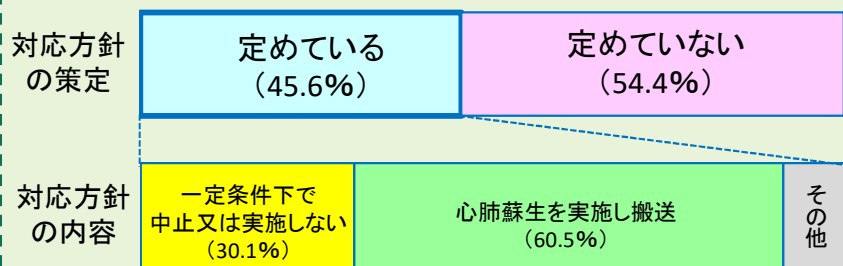 対応方針
の策定
定めている
（45.6%）
定めていない
（54.4%）
対応方針
の内容
一定条件下で
中止又は実施しない
（30.1%）
心肺蘇生を実施し搬送
（60.5%）
その他